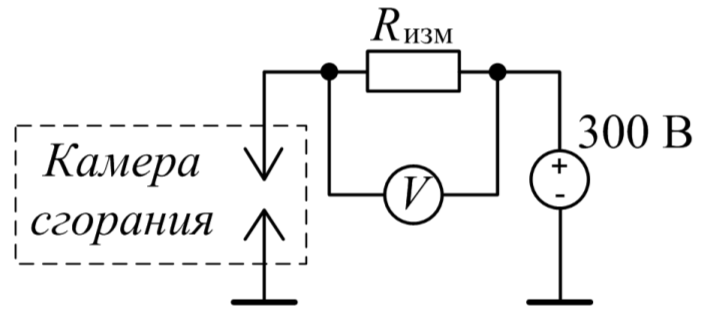 Rизм
300 В
+
-
Камера
сгорания
V